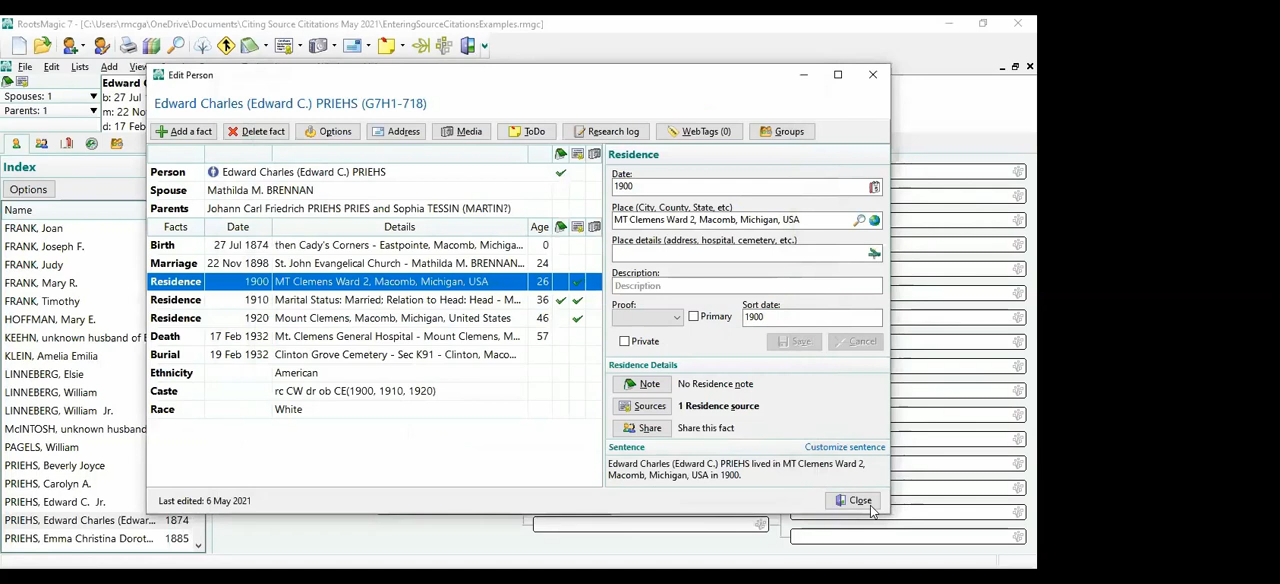 RootsMagic 7 - [C:\Users\rmcga\OneDrive\Documents\Citing Source Cititations May 2021\EnteringSourceCitationsExamples.rmgc]
File Edit Lists Add
Spouses: 1
Parents: 1
Edward
b: 27 Jul
m: 22 Nov
d: 17 Feb
Index
Options
Name
FRANK, Joan
FRANK, Joseph F.
FRANK, Judy
FRANK, Mary R.
FRANK, Timothy
HOFFMAN, Mary E.
KEEHN, unknown husband of
KLEIN, Amelia Emilia
LINNEBERG, Elsie
LINNEBERG, William
LINNEBERG, William Jr.
McINTOSH, unknown husband
PAGELS, William
PRIEHS, Beverly Joyce
PRIEHS, Carolyn A.
PRIEHS, Edward C. Jr.
PRIEHS, Edward Charles (Edwar... 1874
PRIEHS, Emma Christina Dorot... 1885
Edit Person
Edward Charles (Edward C.) PRIEHS (G7H1-718)
Add a fact Delete fact Options Address Media ToDo Research log WebTags (0) Groups
Person Edward Charles (Edward C.) PRIEHS
Spouse Mathilda M. BRENNAN
Parents Johann Carl Friedrich PRIEHS PRIES and Sophia TESSIN (MARTIN?)
Facts Date Details Age
Birth 27 Jul 1874 then Cady's Corners - Eastpointe, Macomb, Michiga... 0
Marriage 22 Nov 1898 St. John Evangelical Church - Mathilda M. BRENNAN... 24
Residence 1900 MT Clemens Ward 2, Macomb, Michigan, USA 26
Residence 1910 Marital Status: Married; Relation to Head: Head - M... 36
Residence 1920 Mount Clemens, Macomb, Michigan, United States 46
Death 17 Feb 1932 Mt. Clemens General Hospital - Mount Clemens, M... 57
Burial 19 Feb 1932 Clinton Grove Cemetery - Sec K91 - Clinton, Maco...
Ethnicity American
Caste rc CW dr ob CE(1900, 1910, 1920)
Race White
Last edited: 6 May 2021
Residence
Date:
1900
Place (City, County, State, etc)
MT Clemens Ward 2, Macomb, Michigan, USA
Place details (address, hospital, cemetery, etc.)
Description:
Description
Proof: Sort date:
Primary 1900
Private Save Cancel
Residence Details
Note No Residence note
Sources 1 Residence source
Share Share this fact
Sentence Customize sentence
Edward Charles (Edward C.) PRIEHS lived in MT Clemens Ward 2,
Macomb, Michigan, USA in 1900.
Close